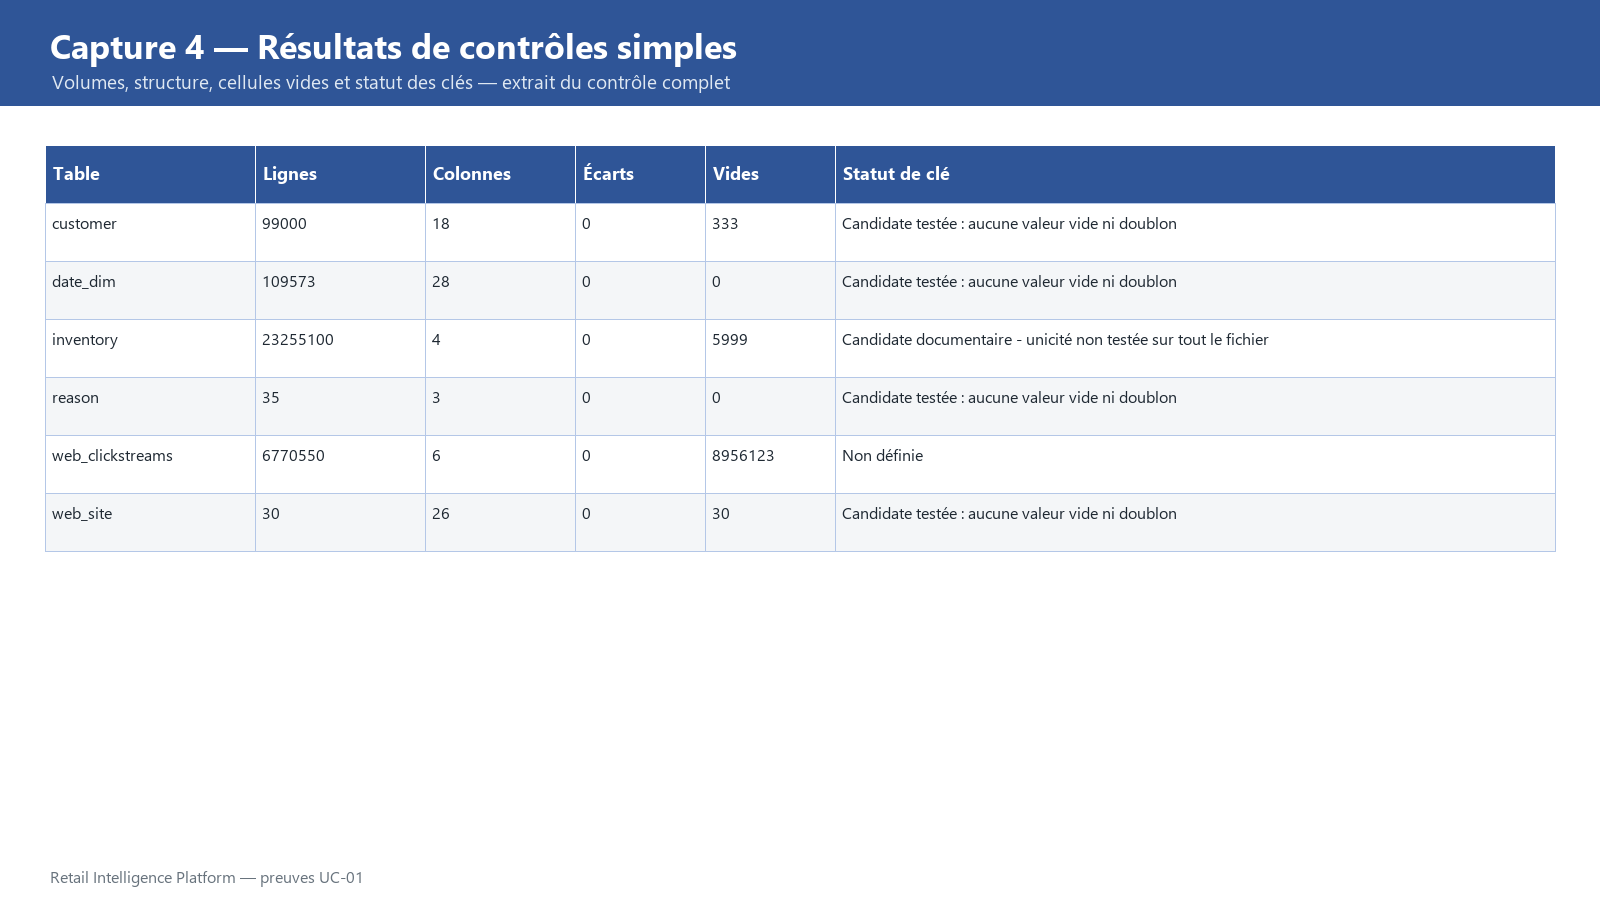 Capture 4 — Résultats de contrôles simples
Volumes, structure, cellules vides et statut des clés — extrait du contrôle complet
Table Lignes Colonnes Écarts Vides Statut de clé
customer 99000 18 0 333 Candidate testée : aucune valeur vide ni doublon
date_dim 109573 28 0 0 Candidate testée : aucune valeur vide ni doublon
inventory 23255100 4 0 5999 Candidate documentaire - unicité non testée sur tout le fichier
reason 35 3 0 0 Candidate testée : aucune valeur vide ni doublon
web_clickstreams 6770550 6 0 8956123 Non définie
web_site 30 26 0 30 Candidate testée : aucune valeur vide ni doublon
Retail Intelligence Platform — preuves UC-01